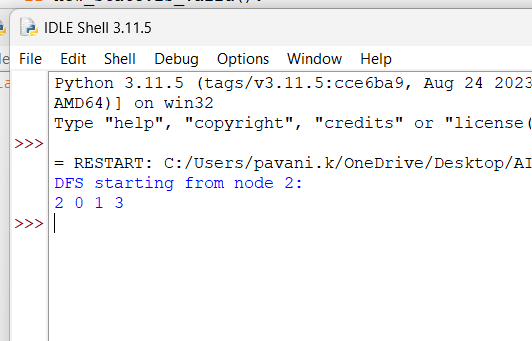 IDLE Shell 3.11.5
File Edit Shell Debug Options Window Help
Python 3.11.5 (tags/v3.11.5:cce6ba9, Aug 24 2023
AMD64)] on win32
Type "help", "copyright", "credits" or "license(
>>>
= RESTART: C:/Users/pavani.k/OneDrive/Desktop/AI
DFS starting from node 2:
2 0 1 3
>>>